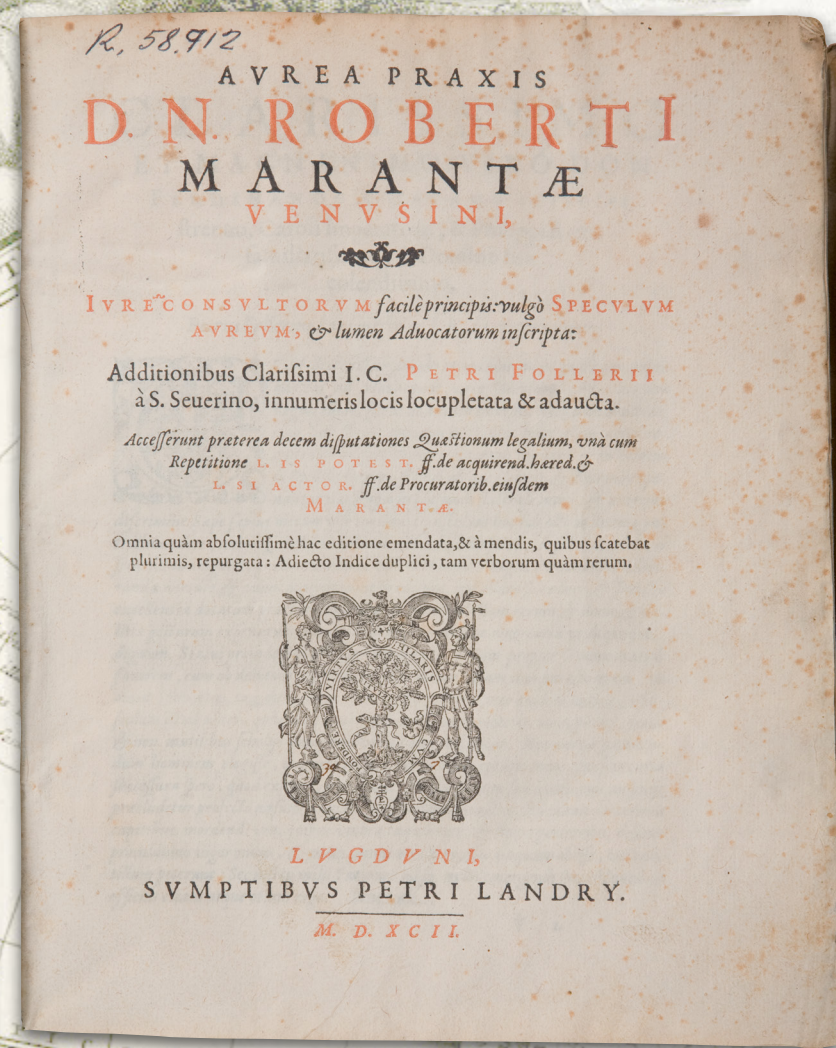 R. 58.912
AVREA PRAXIS
D. N. ROBERTI
MARANTÆ
VENVSINI,
IVRECONSVLTORVM facilè principis: vulgò SPECVLVM
AVREVM, & lumen Aduocatorum inſcripta:
Additionibus Clariſsimi I. C. PETRI FOLLERII
à S. Seuerino, innumeris locis locupletata & adaucta.
Acceſſerunt præterea decem diſputationes Quæſtionum legalium, vnà cum
Repetitione L. IS POTEST. ff. de acquirend. hæred. &
L. SI ACTOR. ff. de Procuratorib. eiuſdem
MARANTÆ.
Omnia quàm abſolutiſſimè hac editione emendata, & à mendis, quibus ſcatebat
plurimis, repurgata: Adiecto Indice duplici, tam verborum quàm rerum.
VIRTVS
LVGDVNI,
SVMPTIBVS PETRI LANDRY.
M. D. XCII.